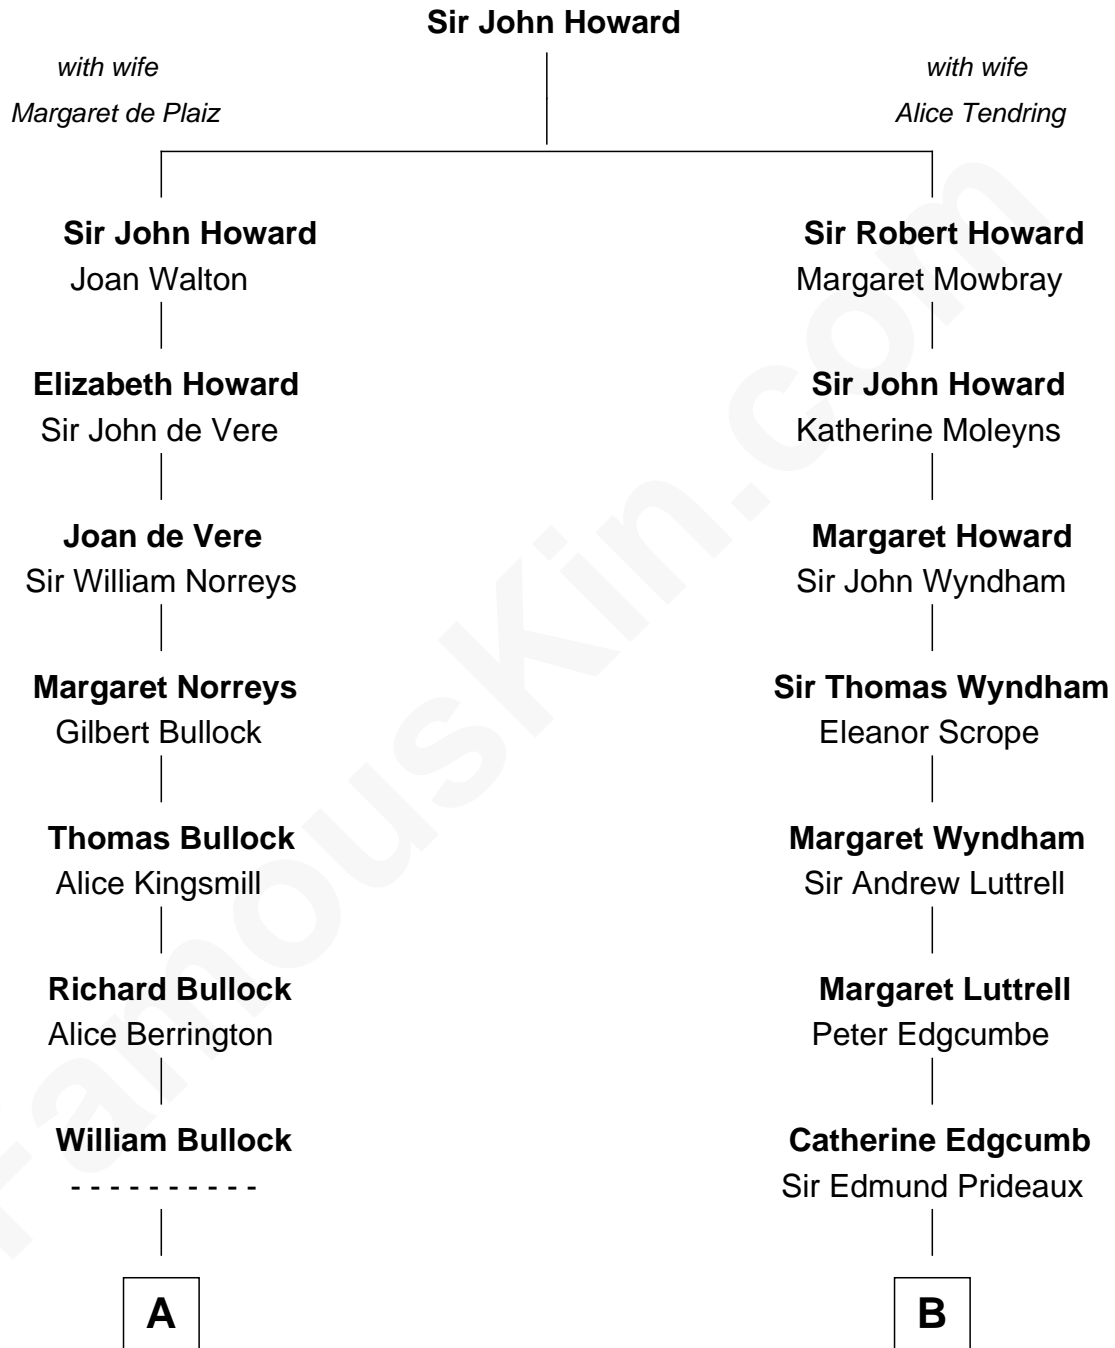 Sir John Howard
with wife
Margaret de Plaiz
with wife
Alice Tendring
Sir John Howard
Joan Walton
Sir Robert Howard
Margaret Mowbray
Elizabeth Howard
Sir John de Vere
Sir John Howard
Katherine Moleyns
Joan de Vere
Sir William Norreys
Margaret Howard
Sir John Wyndham
Margaret Norreys
Gilbert Bullock
Sir Thomas Wyndham
Eleanor Scrope
Thomas Bullock
Alice Kingsmill
Margaret Wyndham
Sir Andrew Luttrell
Richard Bullock
Alice Berrington
Margaret Luttrell
Peter Edgcumbe
William Bullock
- - - - - - - - - -
Catherine Edgcumb
Sir Edmund Prideaux
A
B
FamousKin.com